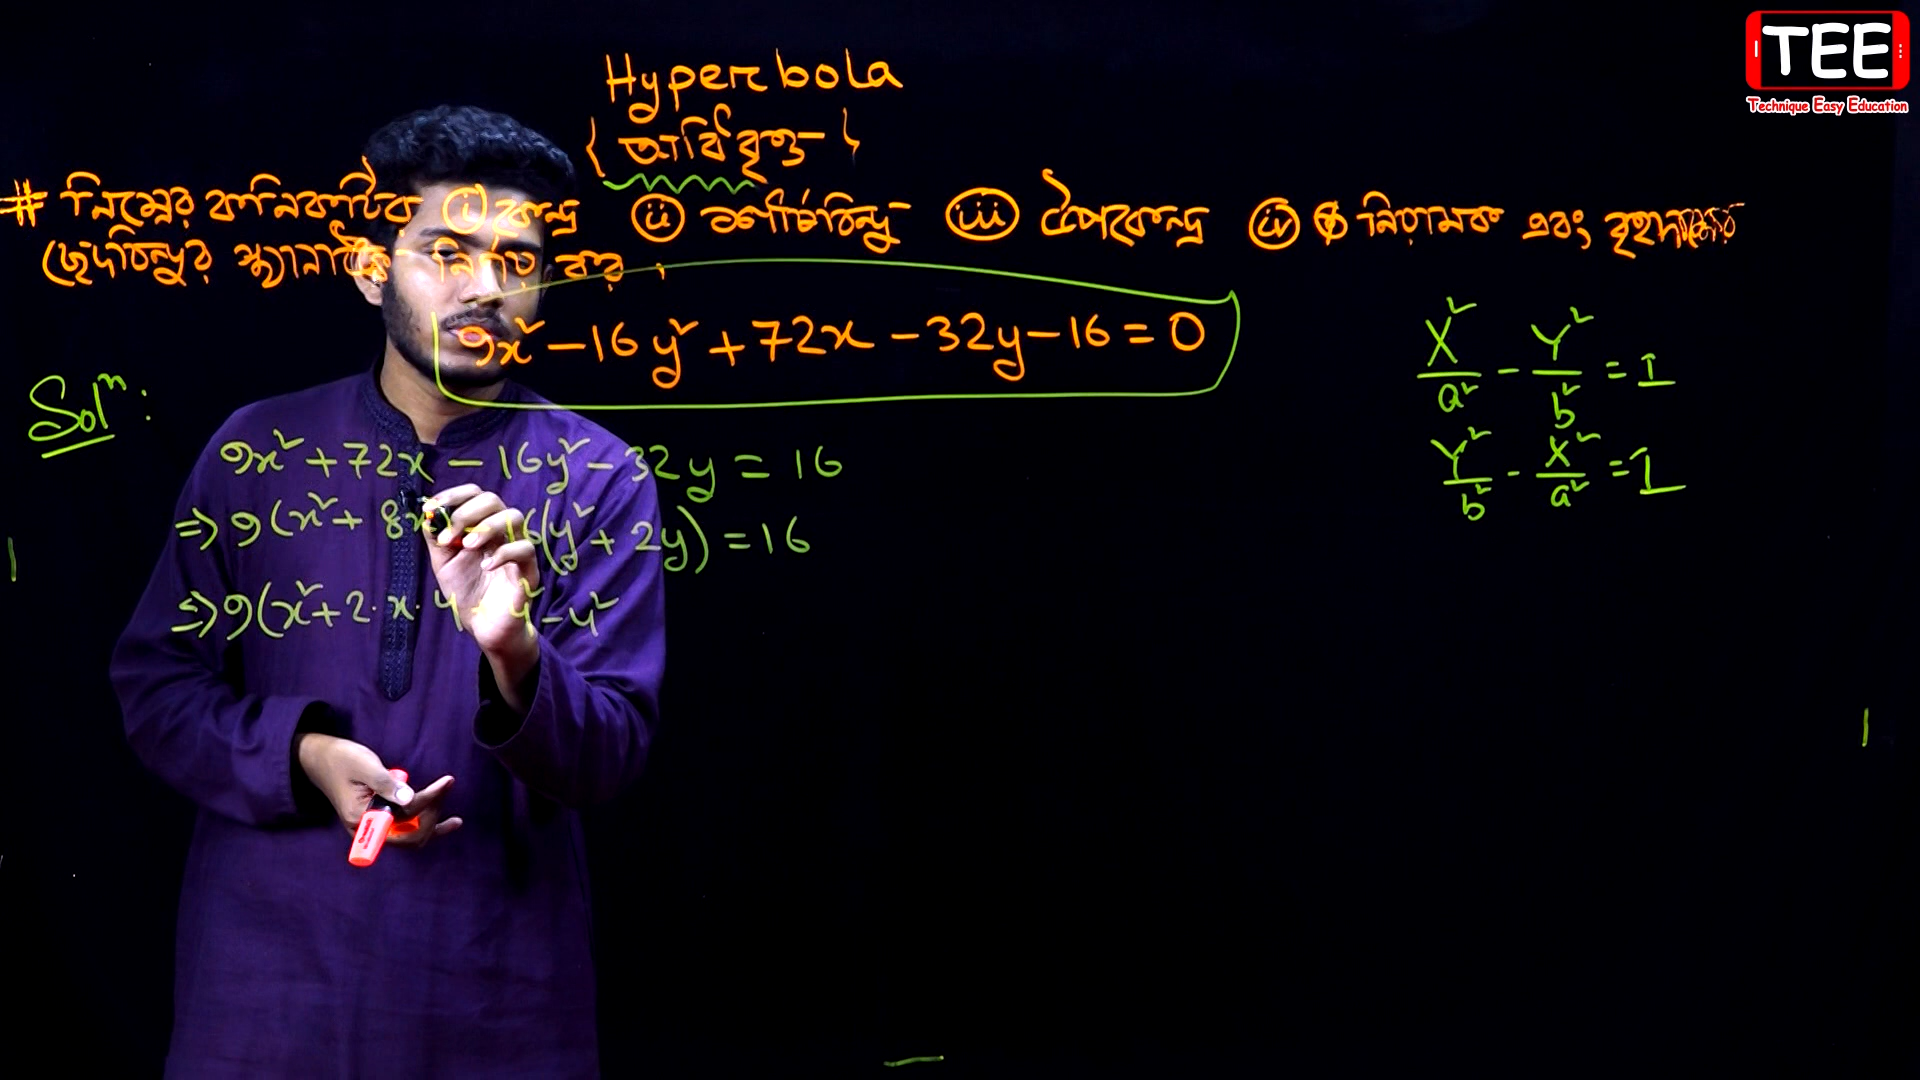 TEE
Technique Easy Education
Hyperbola
{ অধিবৃত্ত }
# নিম্নের কনিকটির (i) কেন্দ্র (ii) শীর্ষবিন্দু (iii) উপকেন্দ্র (iv) নিয়ামক এবং বৃহদাক্ষের
ছেদবিন্দুর স্থানাঙ্ক নির্ণয় কর।
9x² − 16y² + 72x − 32y − 16 = 0
Solⁿ:
9x² + 72x − 16y² − 32y = 16
⇒ 9(x² + 8x) − 16(y² + 2y) = 16
⇒ 9(x² + 2·x·4 + 4² − 4²
X²/a² − Y²/b² = 1
Y²/b² − X²/a² = 1